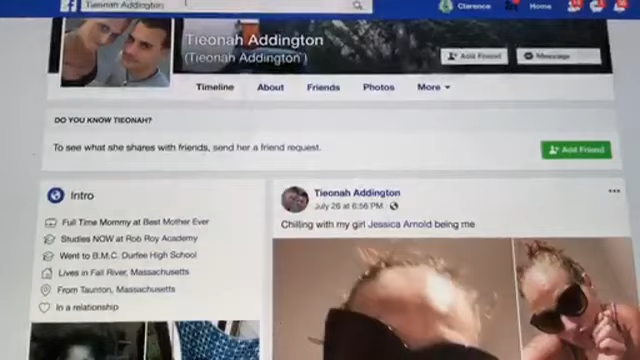 Tieonah Addington
Clarence
Home
Tieonah Addington
(Tieonah Addington )
Add Friend
Message
Timeline About Friends Photos More
DO YOU KNOW TIEONAH?
To see what she shares with friends, send her a friend request.
Add Friend
Intro
Full Time Mommy at Best Mother Ever
Studies NOW at Rob Roy Academy
Went to B.M.C. Durfee High School
Lives in Fall River, Massachusetts
From Taunton, Massachusetts
In a relationship
Tieonah Addington
July 26 at 6:56 PM ·
Chilling with my girl Jessica Arnold being me